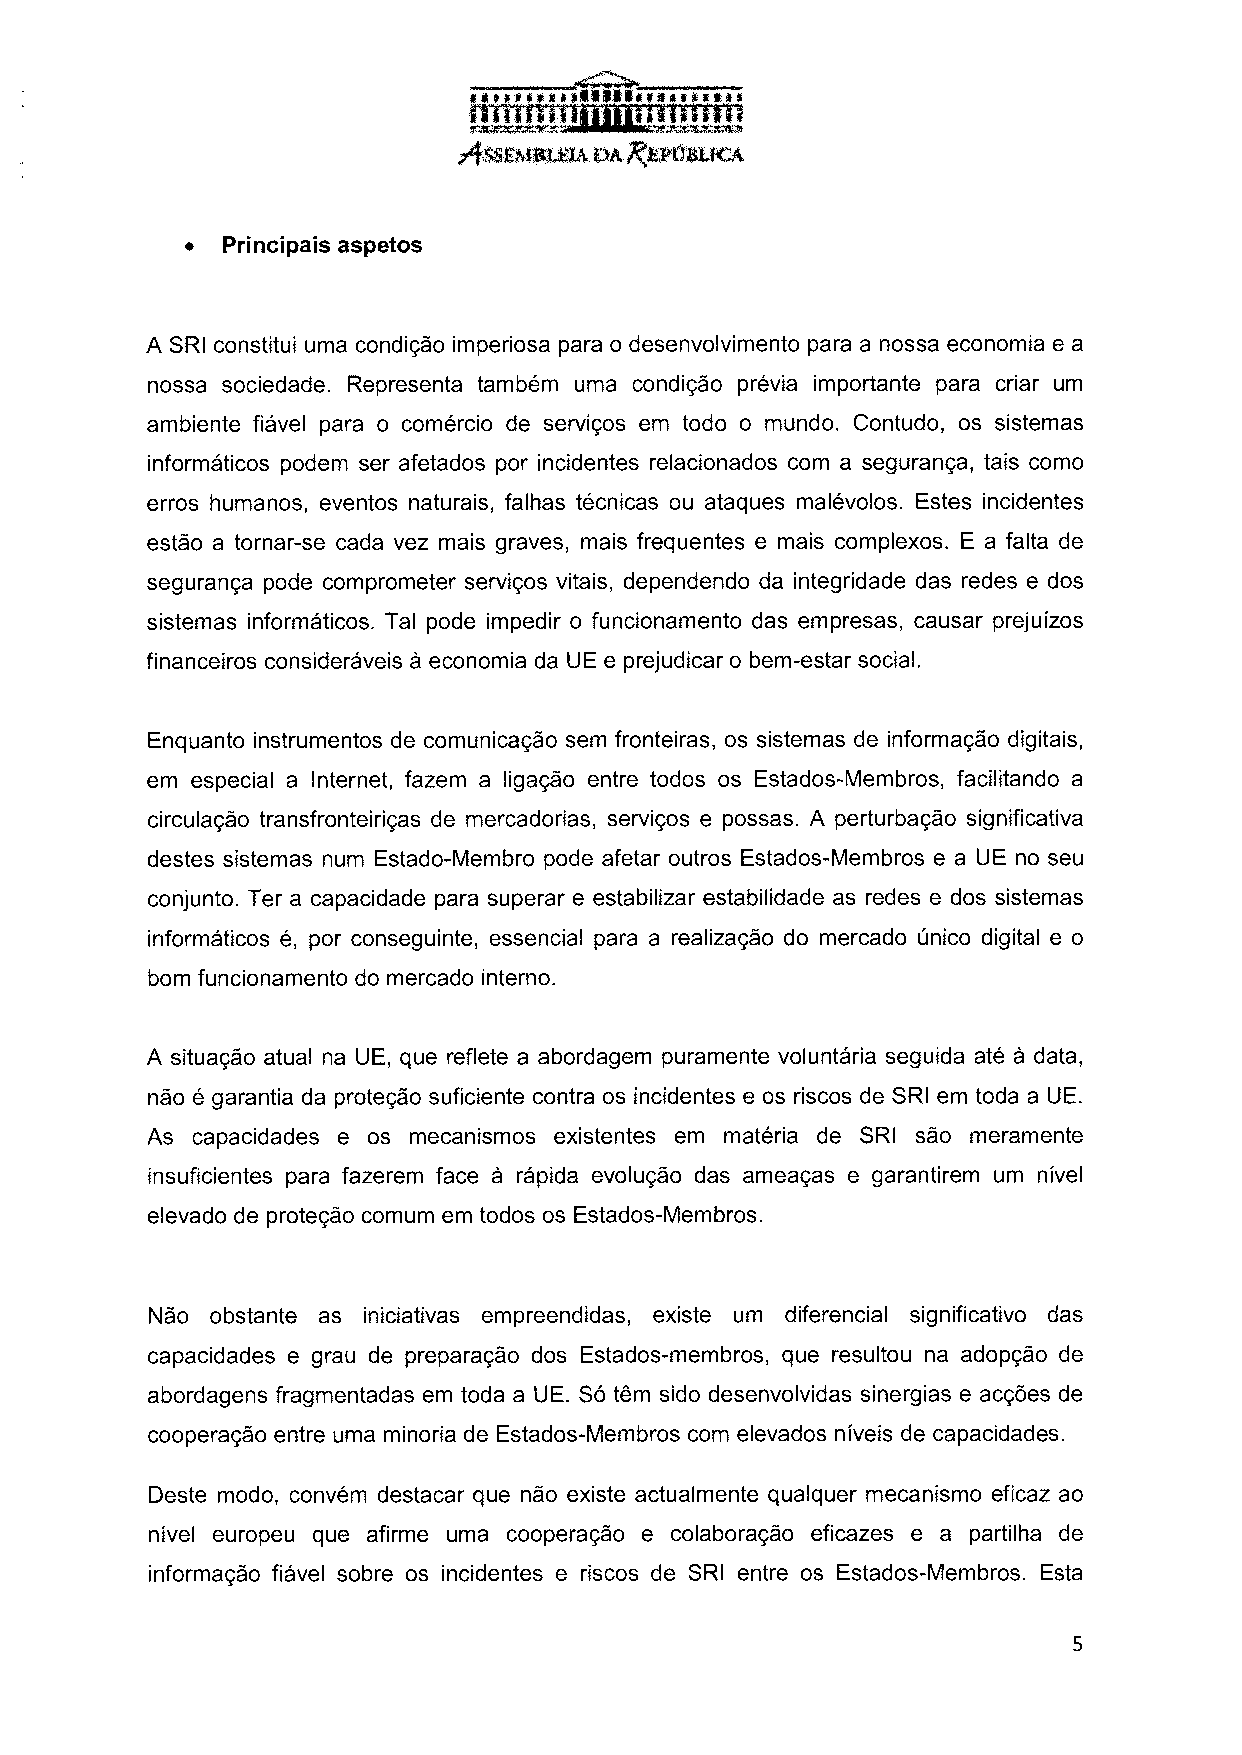 ASSEMBLEIA DA REPÚBLICA
• Principais aspetos
A SRI constitui uma condição imperiosa para o desenvolvimento para a nossa economia e a
nossa sociedade. Representa também uma condição prévia importante para criar um
ambiente fiável para o comércio de serviços em todo o mundo. Contudo, os sistemas
informáticos podem ser afetados por incidentes relacionados com a segurança, tais como
erros humanos, eventos naturais, falhas técnicas ou ataques malévolos. Estes incidentes
estão a tornar-se cada vez mais graves, mais frequentes e mais complexos. E a falta de
segurança pode comprometer serviços vitais, dependendo da integridade das redes e dos
sistemas informáticos. Tal pode impedir o funcionamento das empresas, causar prejuízos
financeiros consideráveis à economia da UE e prejudicar o bem-estar social.
Enquanto instrumentos de comunicação sem fronteiras, os sistemas de informação digitais,
em especial a Internet, fazem a ligação entre todos os Estados-Membros, facilitando a
circulação transfronteiriças de mercadorias, serviços e possas. A perturbação significativa
destes sistemas num Estado-Membro pode afetar outros Estados-Membros e a UE no seu
conjunto. Ter a capacidade para superar e estabilizar estabilidade as redes e dos sistemas
informáticos é, por conseguinte, essencial para a realização do mercado único digital e o
bom funcionamento do mercado interno.
A situação atual na UE, que reflete a abordagem puramente voluntária seguida até à data,
não é garantia da proteção suficiente contra os incidentes e os riscos de SRI em toda a UE.
As capacidades e os mecanismos existentes em matéria de SRI são meramente
insuficientes para fazerem face à rápida evolução das ameaças e garantirem um nível
elevado de proteção comum em todos os Estados-Membros.
Não obstante as iniciativas empreendidas, existe um diferencial significativo das
capacidades e grau de preparação dos Estados-membros, que resultou na adopção de
abordagens fragmentadas em toda a UE. Só têm sido desenvolvidas sinergias e acções de
cooperação entre uma minoria de Estados-Membros com elevados níveis de capacidades.
Deste modo, convém destacar que não existe actualmente qualquer mecanismo eficaz ao
nível europeu que afirme uma cooperação e colaboração eficazes e a partilha de
informação fiável sobre os incidentes e riscos de SRI entre os Estados-Membros. Esta
5